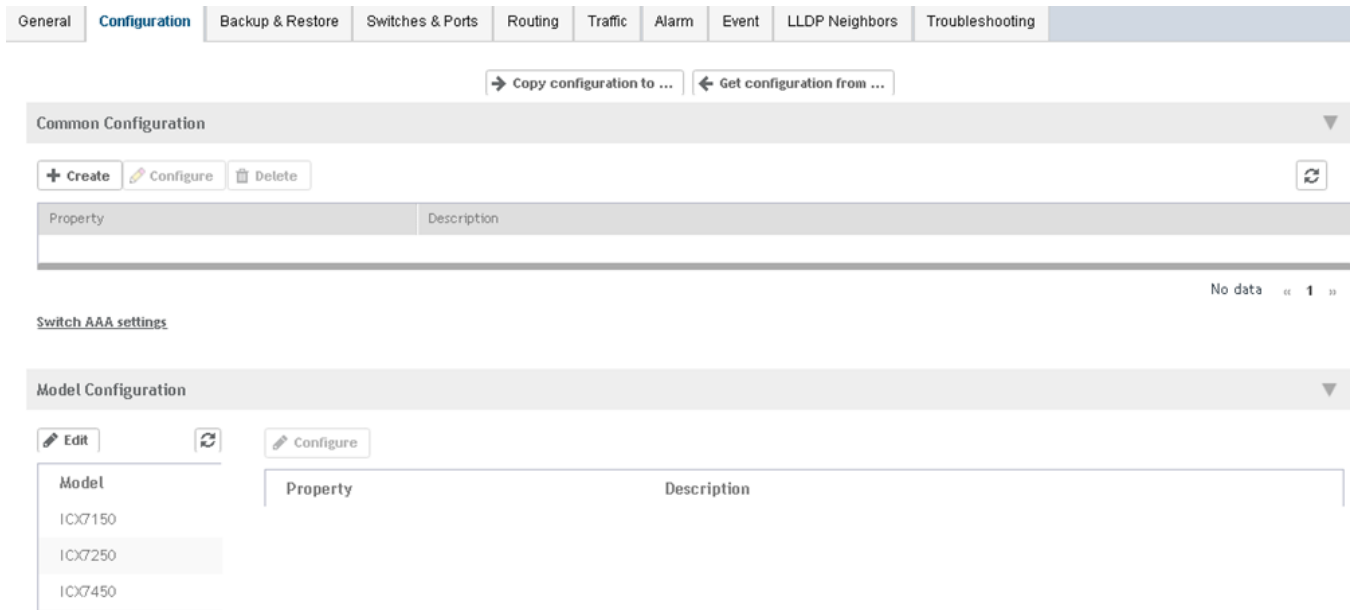 General Configuration Backup & Restore Switches & Ports Routing Traffic Alarm Event LLDP Neighbors Troubleshooting
Copy configuration to ... Get configuration from ...
Common Configuration
Create Configure Delete
Property Description
No data « 1 »
Switch AAA settings
Model Configuration
Edit Configure
Model Property Description
ICX7150
ICX7250
ICX7450